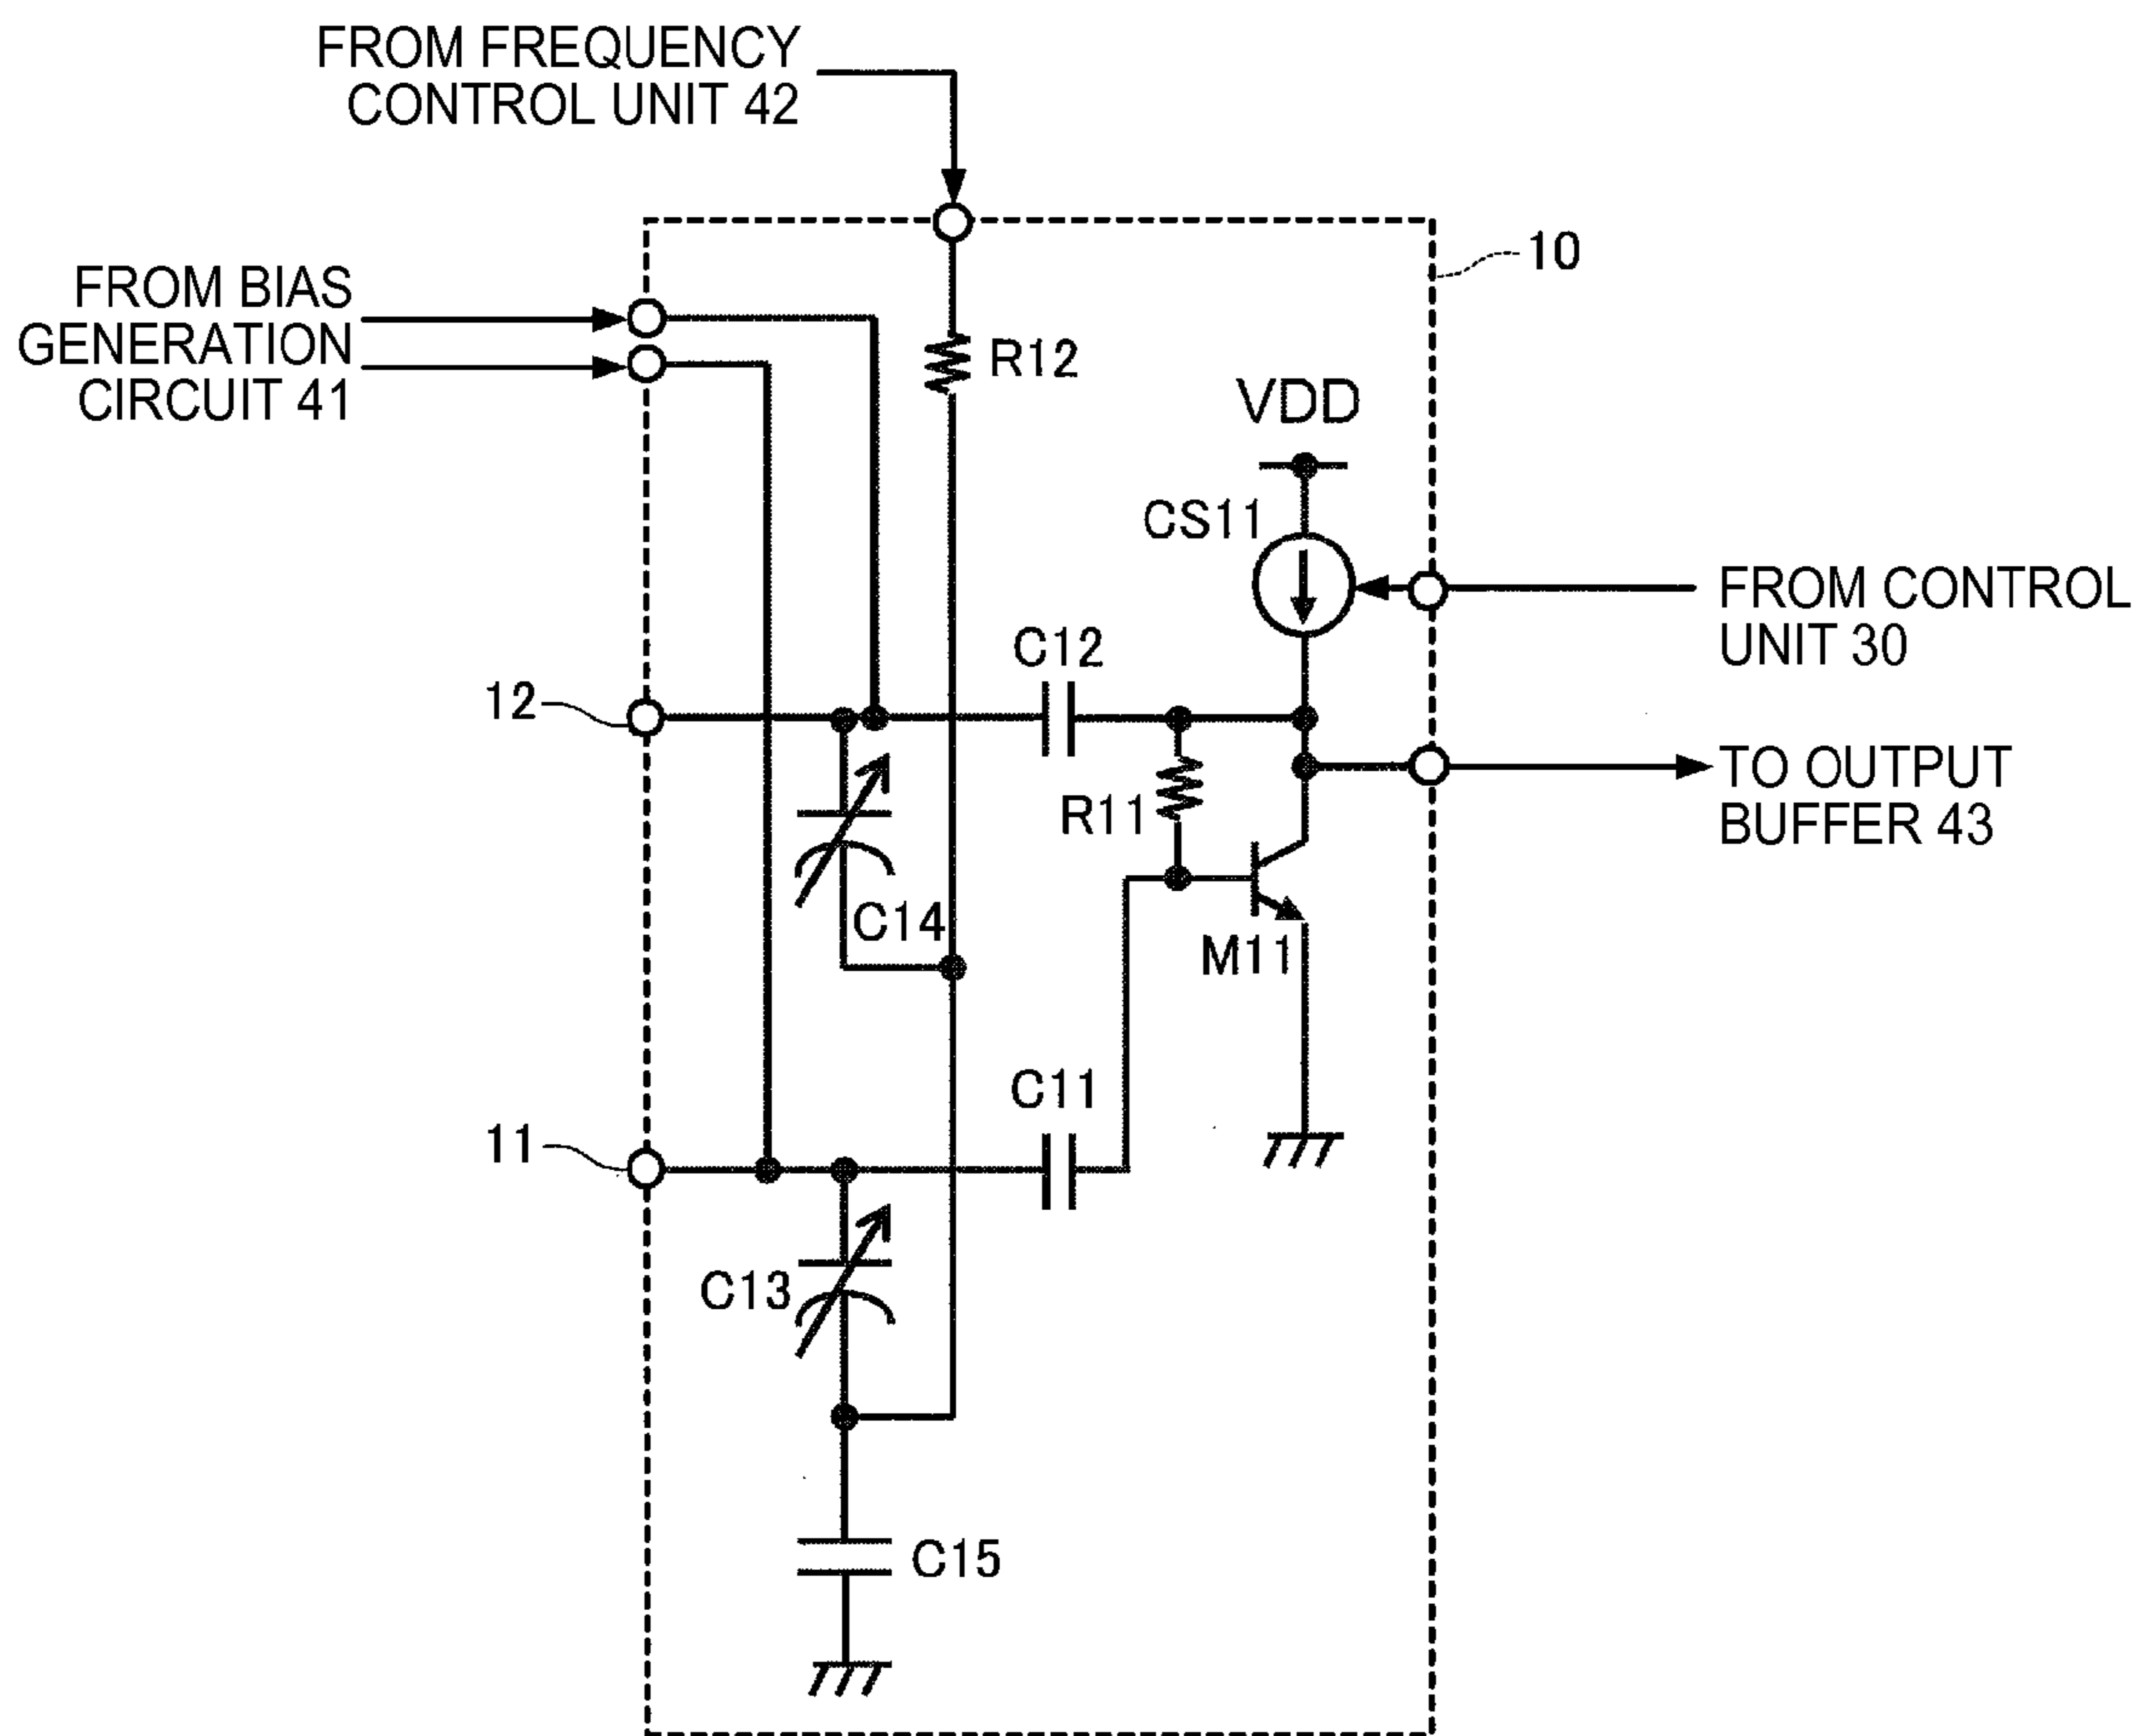 FROM FREQUENCY
CONTROL UNIT 42
10
FROM BIAS
GENERATION
CIRCUIT 41
R12
VDD
CS11
FROM CONTROL
UNIT 30
C12
12
TO OUTPUT
BUFFER 43
R11
C14
M11
C11
11
C13
C15